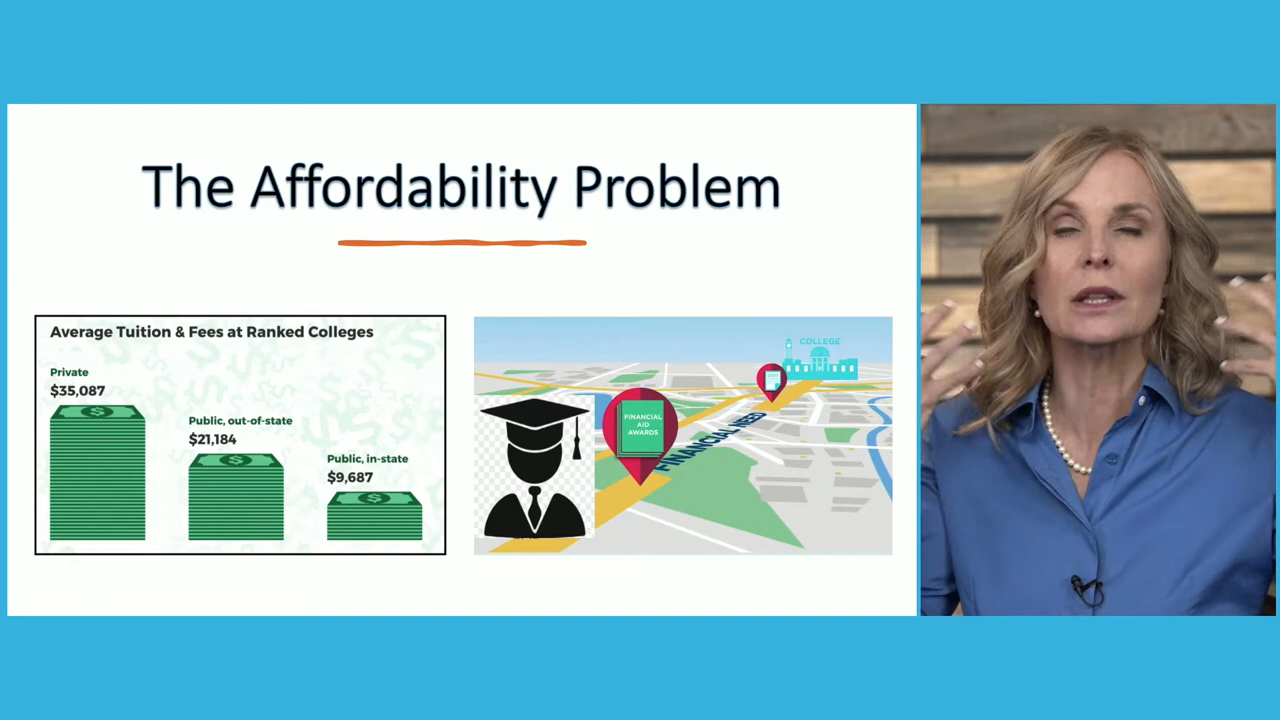 The Affordability Problem
Average Tuition & Fees at Ranked Colleges
Private
$35,087
Public, out-of-state
$21,184
Public, in-state
$9,687
COLLEGE
FINANCIAL
AID
AWARDS
FINANCIAL NEED